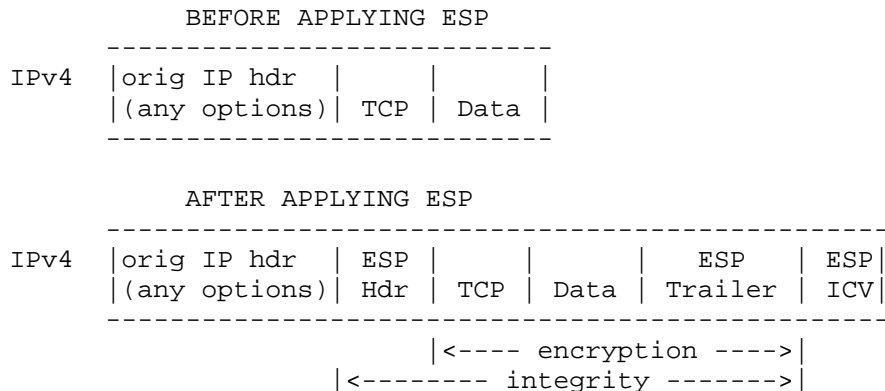 BEFORE APPLYING ESP
----------------------------
IPv4 |orig IP hdr | | |
|(any options)| TCP | Data |
----------------------------
AFTER APPLYING ESP
-------------------------------------------------
IPv4 |orig IP hdr | ESP | | | ESP | ESP|
|(any options)| Hdr | TCP | Data | Trailer | ICV|
-------------------------------------------------
|<---- encryption ---->|
|<-------- integrity ------->|